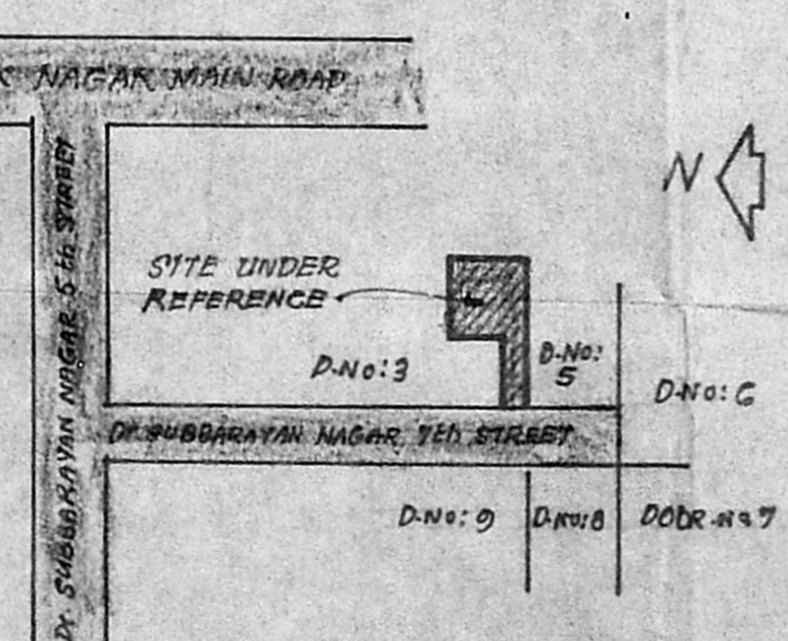 NAGAR MAIN ROAD
Dr. SUBBARAYAN NAGAR 5th STREET
N
SITE UNDER
REFERENCE
D.NO:3
D.NO:
5
D.NO:6
Dr. SUBBARAYAN NAGAR 7th STREET
D.NO:9
D.NO:8
DOOR.NO 7